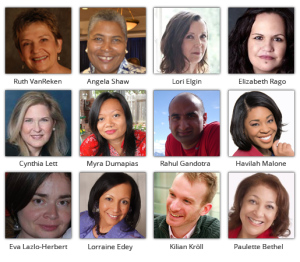 Ruth VanReken
Angela Shaw
Lori Elgin
Elizabeth Rago
Cynthia Lett
Myra Dumapias
Rahul Gandotra
Havilah Malone
Eva Lazlo-Herbert
Lorraine Edey
Kilian Kröll
Paulette Bethel